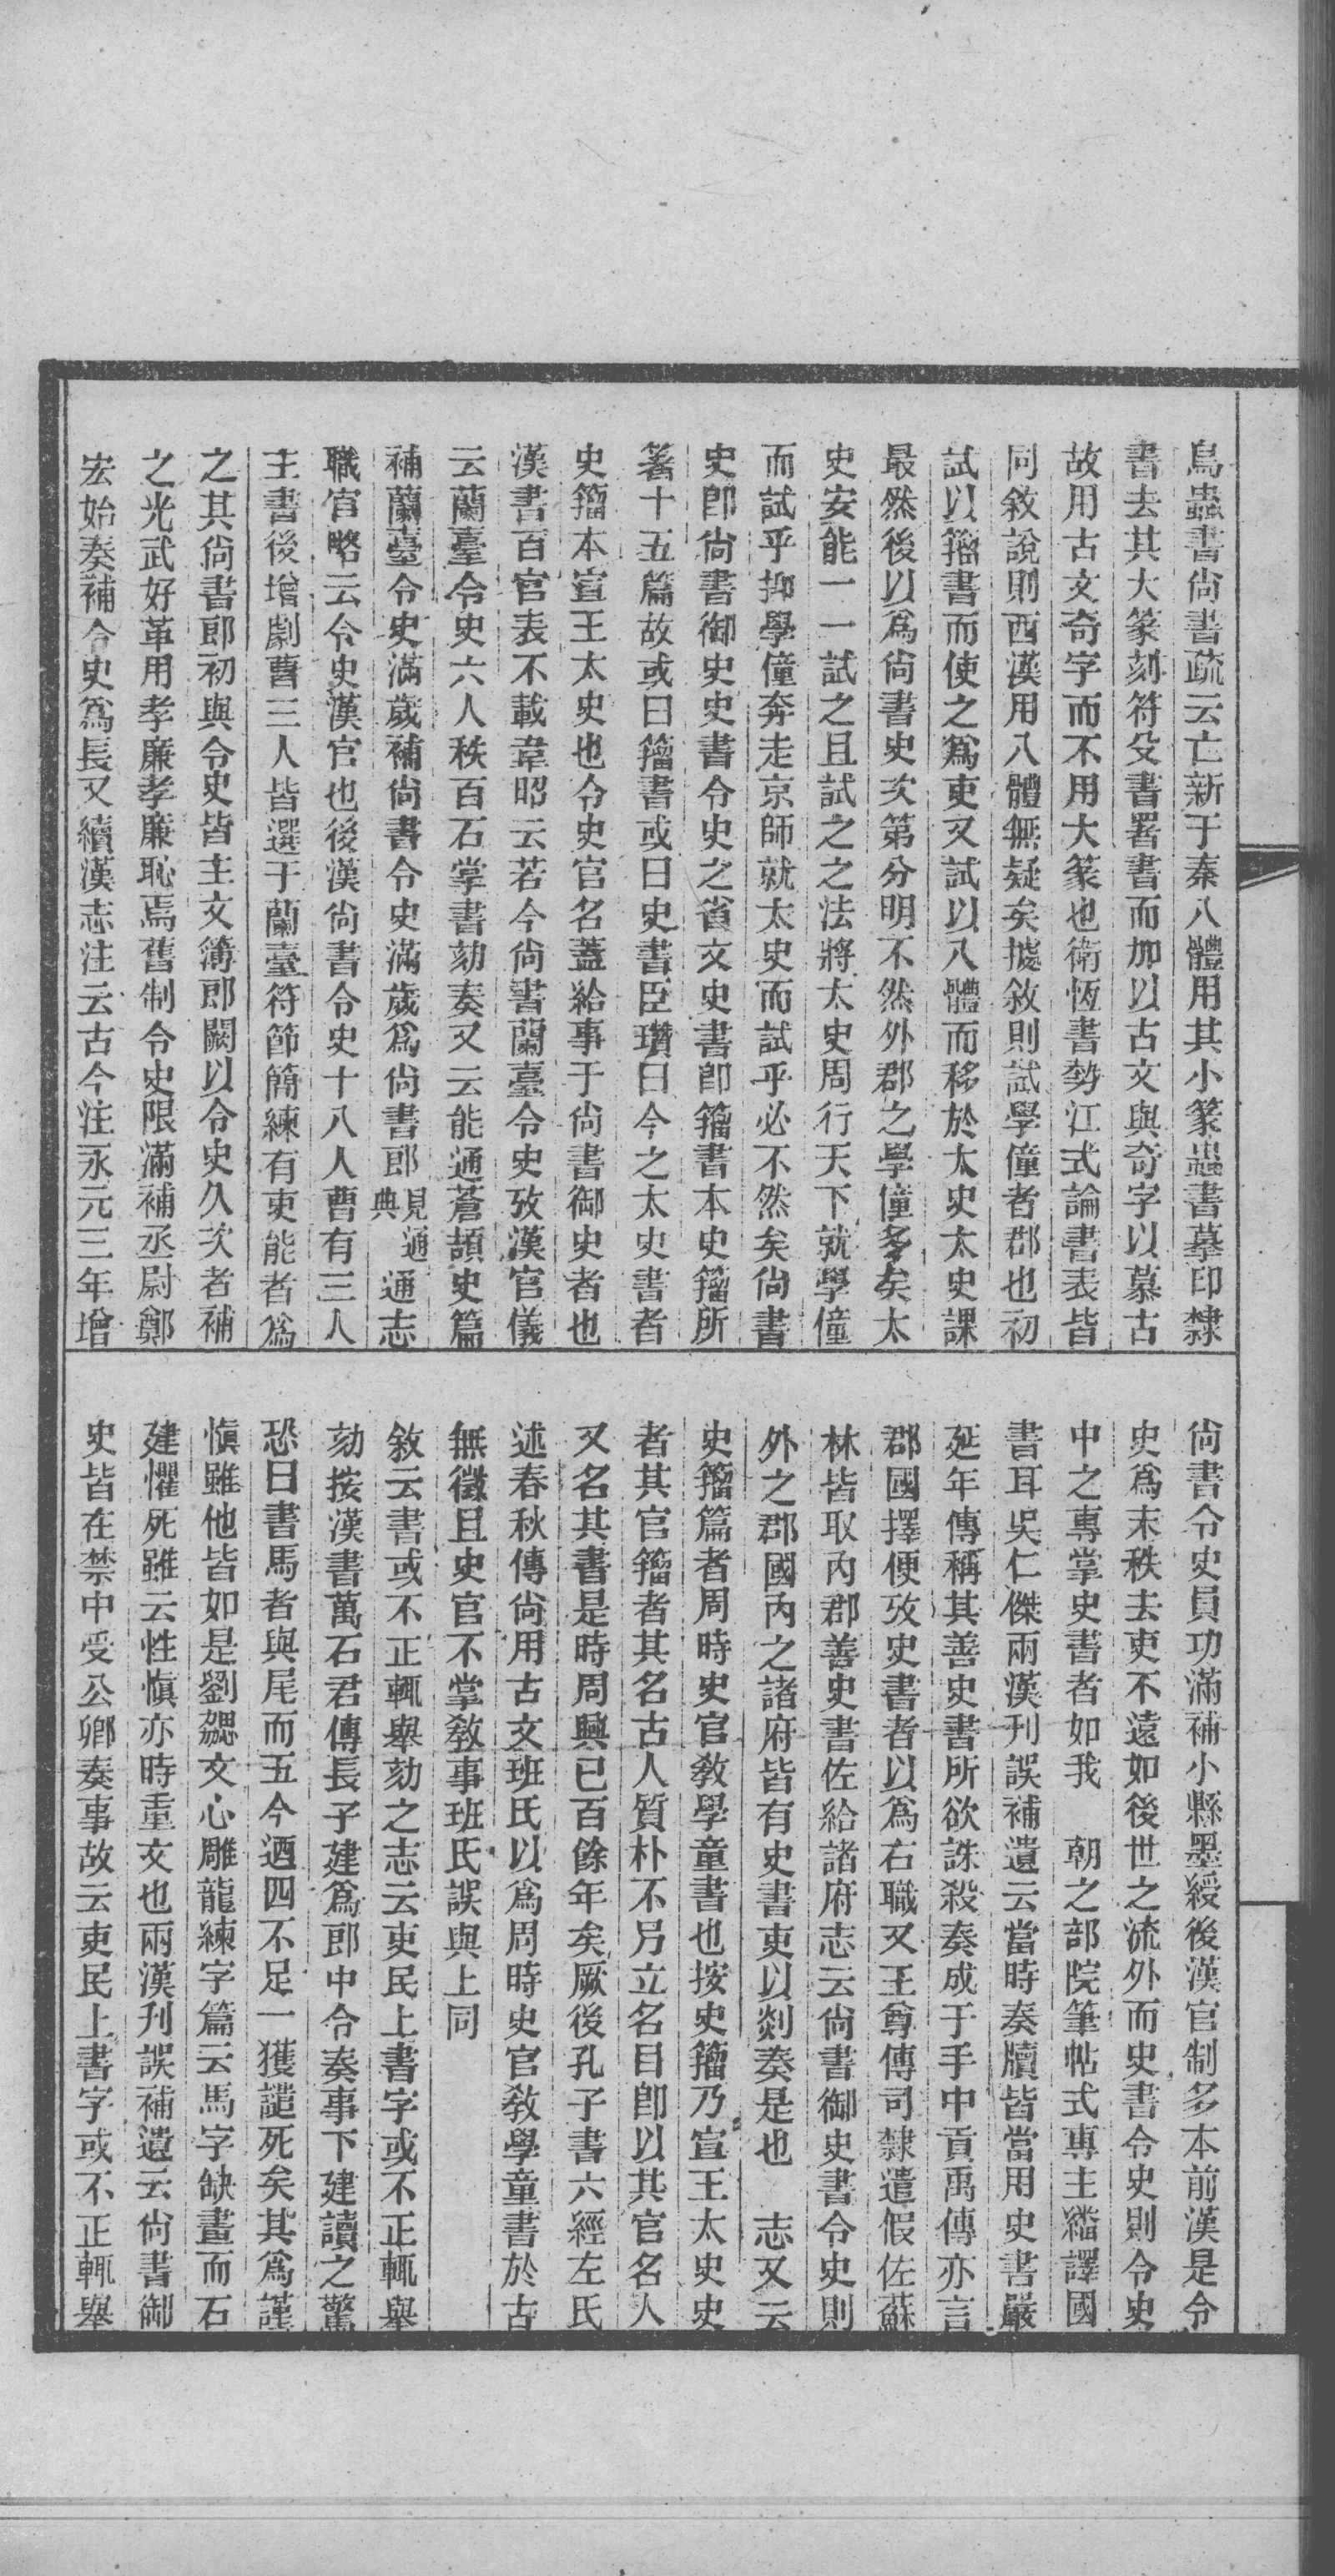 鳥蟲書尙書疏云亡新于秦八體用其小篆蟲書摹印隸
書去其大篆刻符殳書署書而加以古文與奇字以慕古
故用古文奇字而不用大篆也衛恆書勢江式論書表皆
同敘說則西漢用八體無疑矣據敘則試學僮者郡也初
試以籒書而使之爲吏又試以八體而移於太史太史課
最然後以爲尙書史次第分明不然外郡之學僮多矣太
史安能一一試之且試之之法將太史周行天下就學僮
而試乎抑學僮奔走京師就太史而試乎必不然矣尙書
史卽尙書御史史書令史之省文史書卽籒書本史籒所
著十五篇故或曰籒書或曰史書臣瓚曰今之太史書者
史籒本宣王太史也令史官名蓋給事于尙書御史者也
漢書百官表不載韋昭云若今尙書蘭臺令史攷漢官儀
云蘭臺令史六人秩百石掌書劾奏又云能通蒼頡史篇
補蘭臺令史滿歲補尙書令史滿歲爲尙書郎見通典通志
職官略云令史漢官也後漢尙書令史十八人曹有三人
主書後增劇曹三人皆選于蘭臺符節簡練有吏能者爲
之其尙書郎初與令史皆主文簿郎闕以令史久次者補
之光武好革用孝廉孝廉恥焉舊制令史限滿補丞尉鄭
宏始奏補令史爲長又續漢志注云古今注永元三年增
尙書令史員功滿補小縣墨綬後漢官制多本前漢是令
史爲末秩去吏不遠如後世之流外而史書令史則令史
中之專掌史書者如我　朝之部院筆帖式專主繙譯國
書耳吳仁傑兩漢刊誤補遺云當時奏牘皆當用史書嚴
延年傳稱其善史書所欲誅殺奏成于手中貢禹傳亦言
郡國擇便攷史書者以爲右職又王尊傳司隸遣假佐蘇
林皆取內郡善史書佐給諸府志云尙書御史書令史則
外之郡國內之諸府皆有史書吏以剡奏是也　志又云
史籒篇者周時史官敎學童書也按史籒乃宣王太史史
者其官籒者其名古人質朴不另立名目卽以其官名人
又名其書是時周興已百餘年矣厥後孔子書六經左氏
述春秋傳尙用古文班氏以爲周時史官敎學童書於古
無徵且史官不掌敎事班氏誤與上同
敘云書或不正輒舉劾之志云吏民上書字或不正輒舉
劾按漢書萬石君傳長子建爲郎中令奏事下建讀之驚
恐曰書馬者與尾而五今迺四不足一獲譴死矣其爲謹
愼雖他皆如是劉勰文心雕龍練字篇云馬字缺畫而石
建懼死雖云性愼亦時重文也兩漢刊誤補遺云尙書御
史皆在禁中受公卿奏事故云吏民上書字或不正輒舉